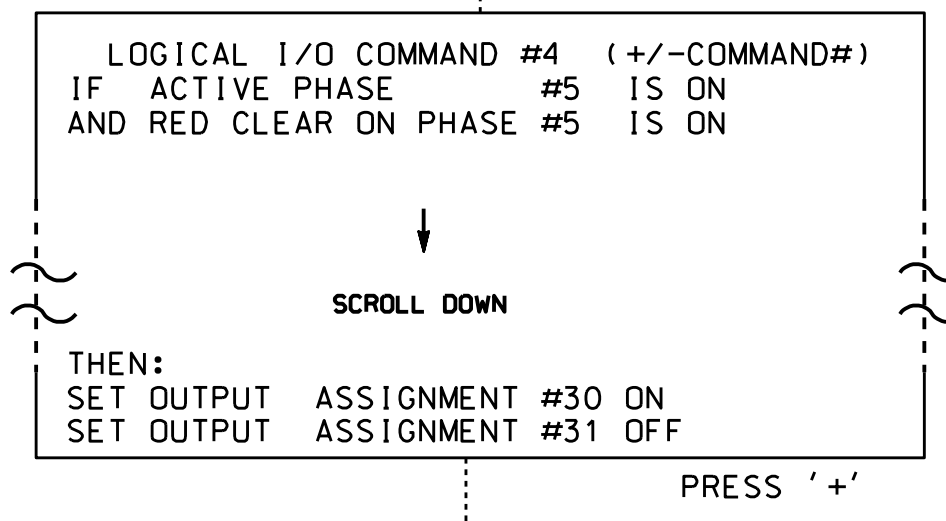 LOGICAL I/O COMMAND #4 (+/-COMMAND#)
IF ACTIVE PHASE #5 IS ON
AND RED CLEAR ON PHASE #5 IS ON
SCROLL DOWN
THEN:
SET OUTPUT ASSIGNMENT #30 ON
SET OUTPUT ASSIGNMENT #31 OFF
PRESS '+'